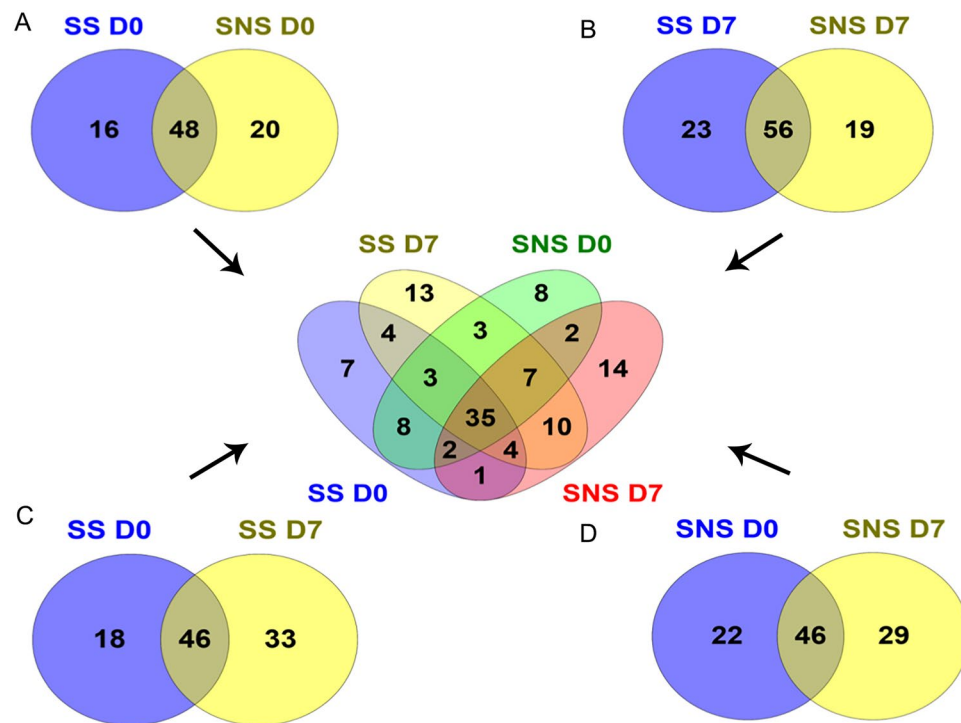 A
SS D0 SNS D0
16 48 20
B
SS D7 SNS D7
23 56 19
SS D7 SNS D0
13 8
4 3 2
7 3 7 14
35
8 10
2 4
1
SS D0 SNS D7
C
SS D0 SS D7
18 46 33
D
SNS D0 SNS D7
22 46 29